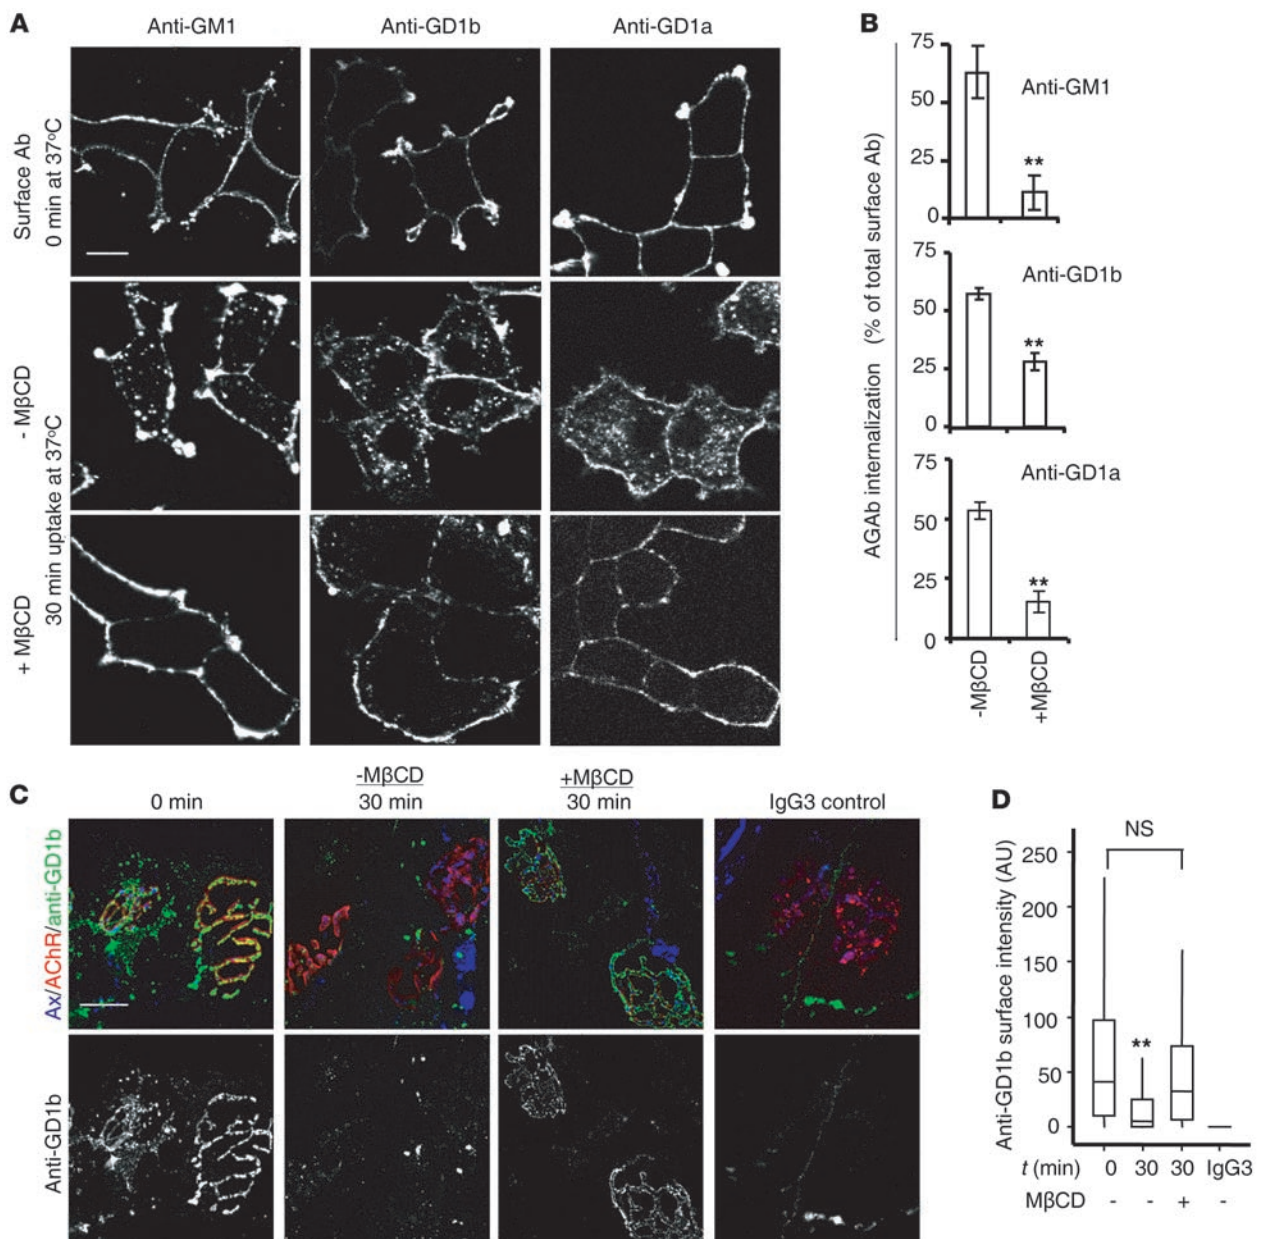 A
Anti-GM1
Anti-GD1b
Anti-GD1a
Surface Ab
0 min at 37°C
- MβCD
+ MβCD
30 min uptake at 37°C
B
AGAb internalization (% of total surface Ab)
75
50
25
0
Anti-GM1
**
75
50
25
0
Anti-GD1b
**
75
50
25
0
Anti-GD1a
**
-MβCD
+MβCD
C
0 min
-MβCD
30 min
+MβCD
30 min
IgG3 control
Ax/AChR/anti-GD1b
Anti-GD1b
D
Anti-GD1b surface intensity (AU)
250
200
150
100
50
0
NS
**
t (min) 0 30 30 IgG3
MβCD - - + -